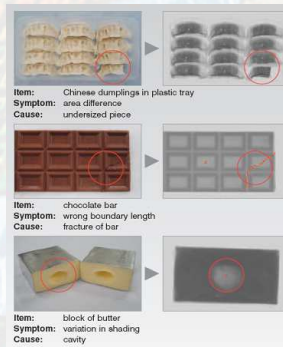 Item: Chinese dumplings in plastic tray
Symptom: area difference
Cause: undersized piece
Item: chocolate bar
Symptom: wrong boundary length
Cause: fracture of bar
Item: block of butter
Symptom: variation in shading
Cause: cavity